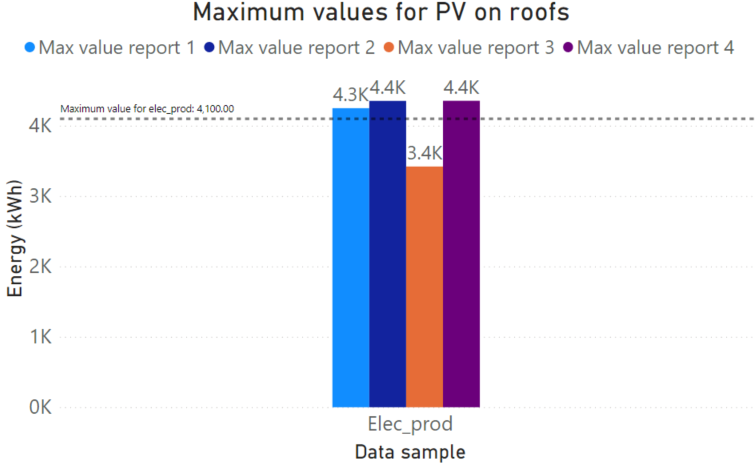 Maximum values for PV on roofs
Max value report 1 Max value report 2 Max value report 3 Max value report 4
4.3K 4.4K 3.4K 4.4K
Maximum value for elec_prod: 4,100.00
4K
3K
2K
1K
0K
Energy (kWh)
Elec_prod
Data sample